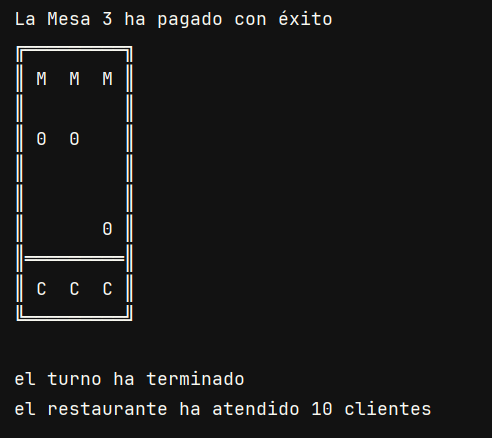 La Mesa 3 ha pagado con éxito
╔═════════╗
║ M  M  M ║
║         ║
║ 0  0    ║
║         ║
║         ║
║       0 ║
║═════════║
║ C  C  C ║
╚═════════╝
el turno ha terminado
el restaurante ha atendido 10 clientes